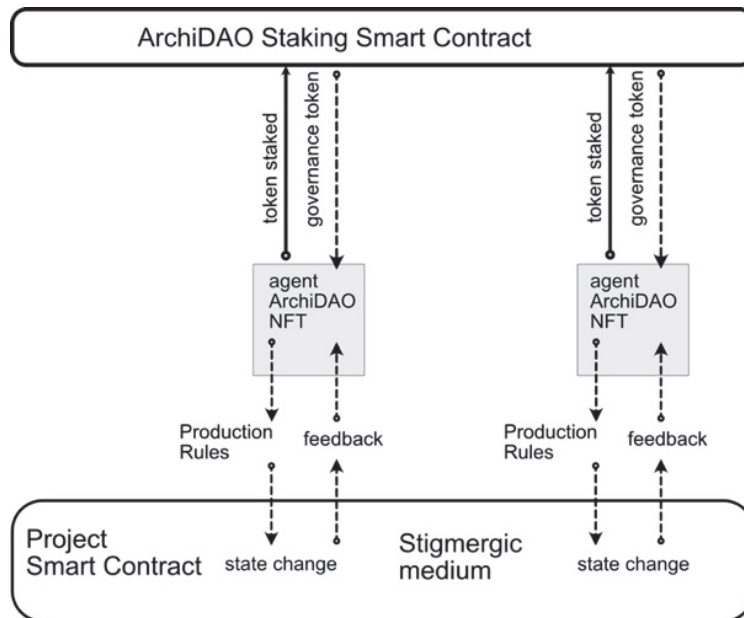 ArchiDAO Staking Smart Contract
token staked
governance token
token staked
governance token
agent
ArchiDAO
NFT
agent
ArchiDAO
NFT
Production
Rules
feedback
Production
Rules
feedback
Project
Smart Contract
state change
Stigmergic
medium
state change